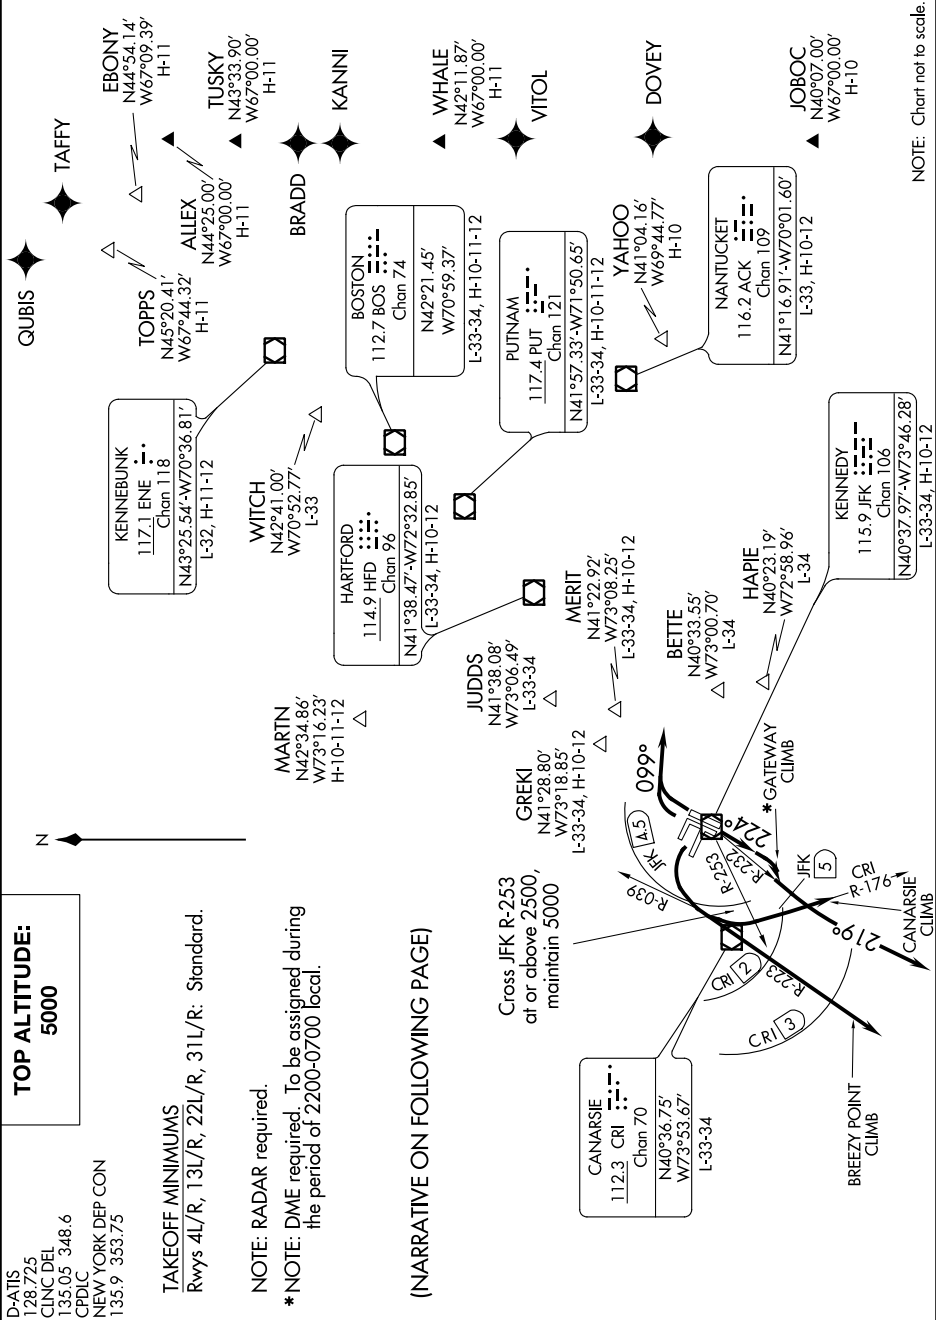 D-ATIS
128.725
CLNC DEL
135.05 348.6
CPDLC
NEW YORK DEP CON
135.9 353.75
TOP ALTITUDE:
5000
TAKEOFF MINIMUMS
Rwys 4L/R, 13L/R, 22L/R, 31L/R: Standard.
NOTE: RADAR required.
*NOTE: DME required. To be assigned during
the period of 2200-0700 local.
(NARRATIVE ON FOLLOWING PAGE)
N
QUBIS
TAFFY
EBONY
N44°54.14'
W67°09.39'
H-11
TOPPS
N45°20.41'
W67°44.32'
H-11
ALLEX
N44°25.00'
W67°00.00'
H-11
TUSKY
N43°33.90'
W67°00.00'
H-11
BRADD
KANNI
WHALE
N42°11.87'
W67°00.00'
H-11
VITOL
DOVEY
JOBOC
N40°07.00'
W67°00.00'
H-10
KENNEBUNK
117.1 ENE
Chan 118
N43°25.54'-W70°36.81'
L-32, H-11-12
BOSTON
112.7 BOS
Chan 74
N42°21.45'
W70°59.37'
L-33-34, H-10-11-12
PUTNAM
117.4 PUT
Chan 121
N41°57.33'-W71°50.65'
L-33-34, H-10-11-12
YAHOO
N41°04.16'
W69°44.77'
H-10
NANTUCKET
116.2 ACK
Chan 109
N41°16.91'-W70°01.60'
L-33, H-10-12
WITCH
N42°41.00'
W70°52.77'
L-33
HARTFORD
114.9 HFD
Chan 96
N41°38.47'-W72°32.85'
L-33-34, H-10-12
MARTN
N42°34.86'
W73°16.23'
H-10-11-12
JUDDS
N41°38.08'
W73°06.49'
L-33-34
MERIT
N41°22.92'
W73°08.25'
L-33-34, H-10-12
GREKI
N41°28.80'
W73°18.85'
L-33-34, H-10-12
BETTE
N40°33.55'
W73°00.70'
L-34
HAPIE
N40°23.19'
W72°58.96'
L-34
KENNEDY
115.9 JFK
Chan 106
N40°37.97'-W73°46.28'
L-33-34, H-10-12
Cross JFK R-253
at or above 2500,
maintain 5000
099°
JFK 4.5
R-039
R-253
R-232
224°
*GATEWAY
CLIMB
JFK
5
CRI
R-176
219°
CANARSIE
CLIMB
CRI 2
R-223
CRI 3
BREEZY POINT
CLIMB
CANARSIE
112.3 CRI
Chan 70
N40°36.75'
W73°53.67'
L-33-34
NOTE: Chart not to scale.